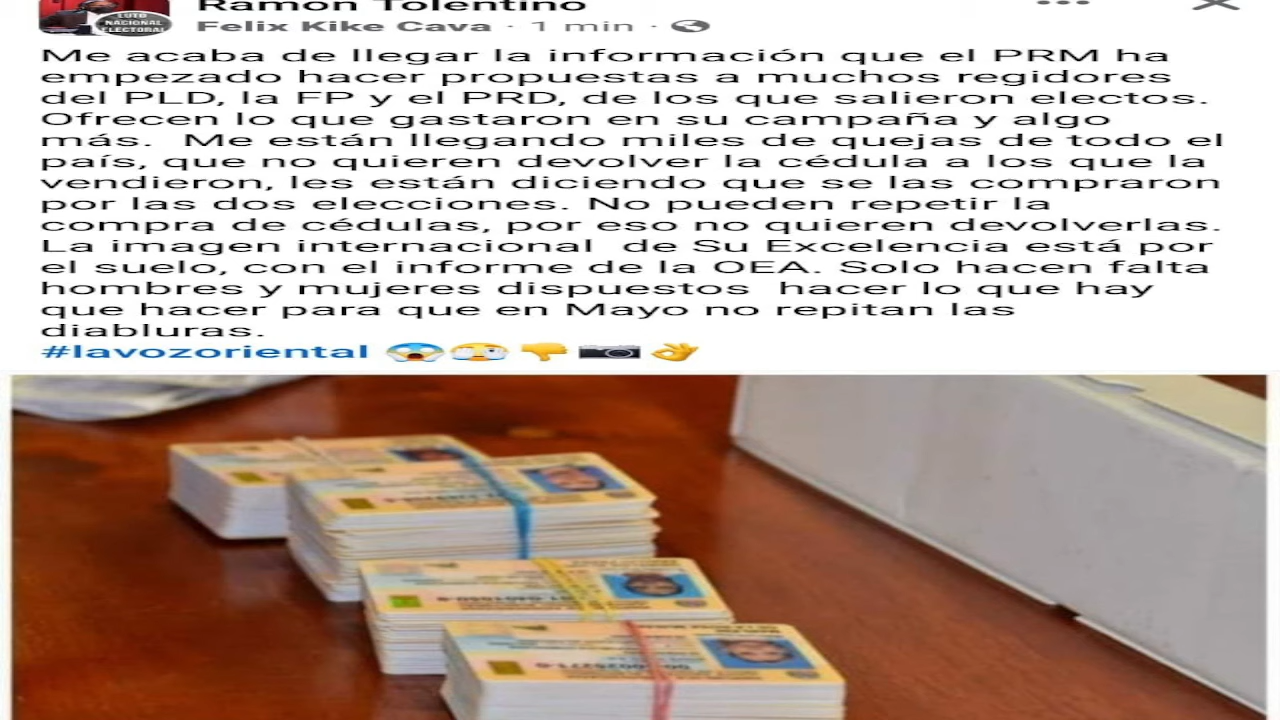 Ramón Tolentino
LUTO
NACIONAL
ELECTORAL
Felix Kike Cava · 1 min ·
Me acaba de llegar la información que el PRM ha
empezado hacer propuestas a muchos regidores
del PLD, la FP y el PRD, de los que salieron electos.
Ofrecen lo que gastaron en su campaña y algo
más.  Me están llegando miles de quejas de todo el
país, que no quieren devolver la cédula a los que la
vendieron, les están diciendo que se las compraron
por las dos elecciones. No pueden repetir la
compra de cédulas, por eso no quieren devolverlas.
La imagen internacional  de Su Excelencia está por
el suelo, con el informe de la OEA. Solo hacen falta
hombres y mujeres dispuestos  hacer lo que hay
que hacer para que en Mayo no repitan las
diabluras.
#lavozoriental 😱😳👎📷👌